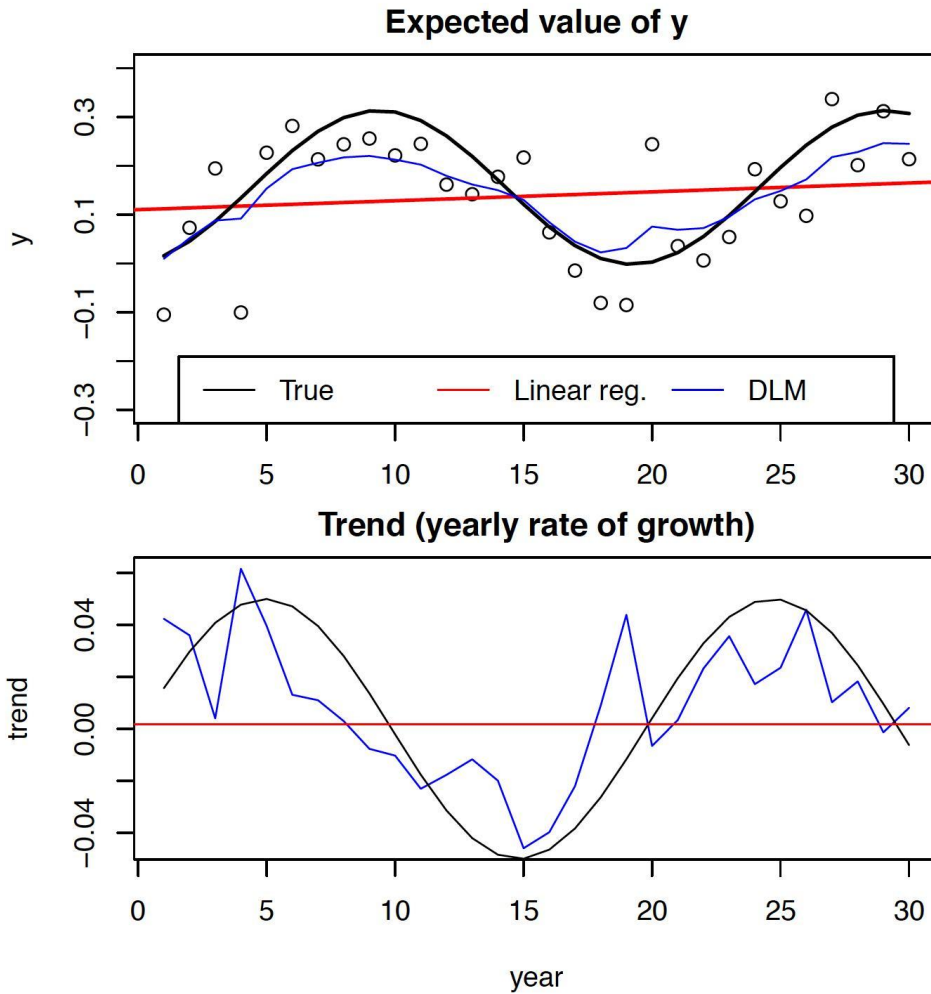 Expected value of y
0.3
0.1
−0.1
−0.3
y
True Linear reg. DLM
0 5 10 15 20 25 30
Trend (yearly rate of growth)
0.04
0.00
−0.04
trend
0 5 10 15 20 25 30
year